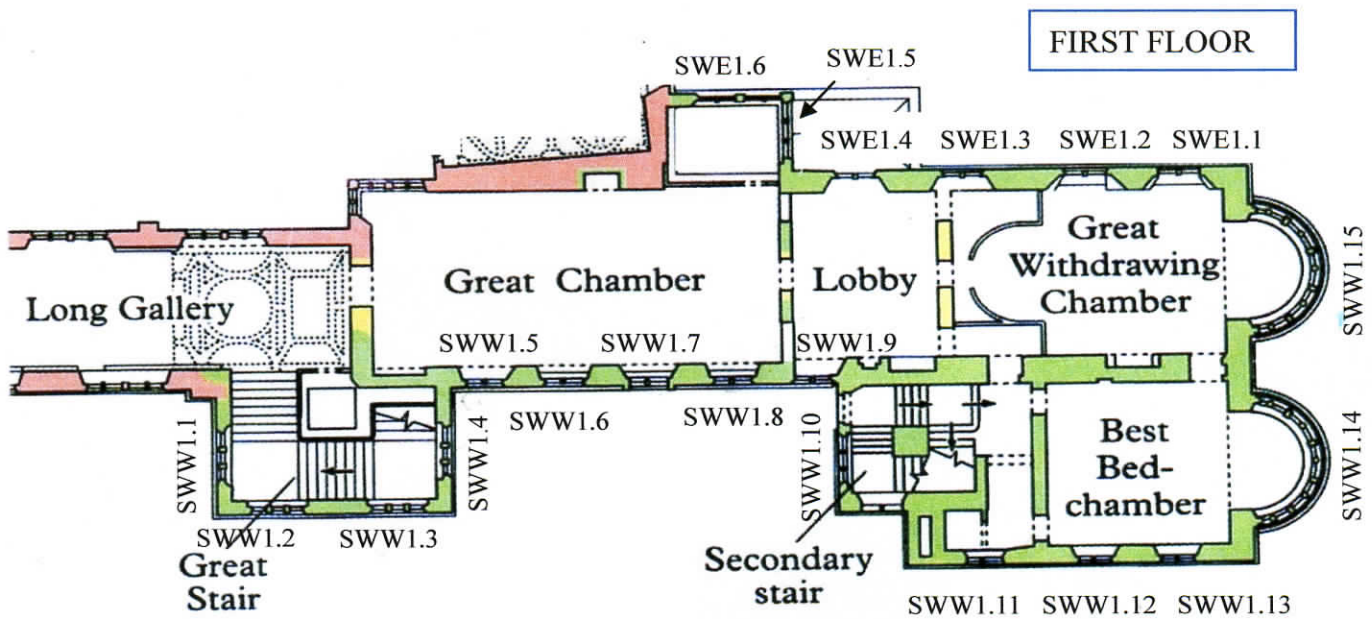 FIRST FLOOR
SWE1.6
SWE1.5
SWE1.4
SWE1.3
SWE1.2
SWE1.1
Long Gallery
Great Chamber
Lobby
Great
Withdrawing
Chamber
SWW1.15
SWW1.5
SWW1.7
SWW1.9
SWW1.6
SWW1.8
SWW1.1
SWW1.4
SWW1.10
SWW1.14
Best
Bed-
chamber
SWW1.2
SWW1.3
Great
Stair
Secondary
stair
SWW1.11
SWW1.12
SWW1.13